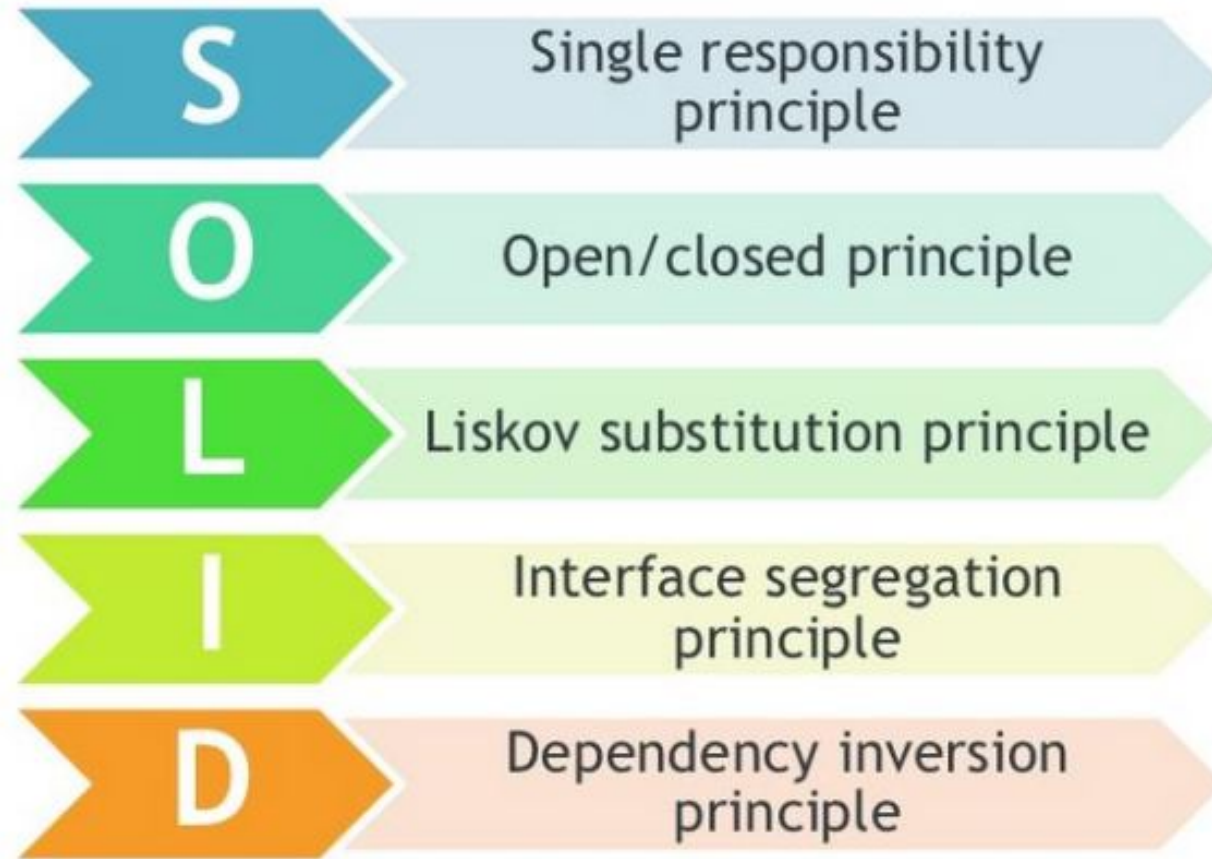 S
Single responsibility
principle
O
Open/closed principle
L
Liskov substitution principle
I
Interface segregation
principle
D
Dependency inversion
principle